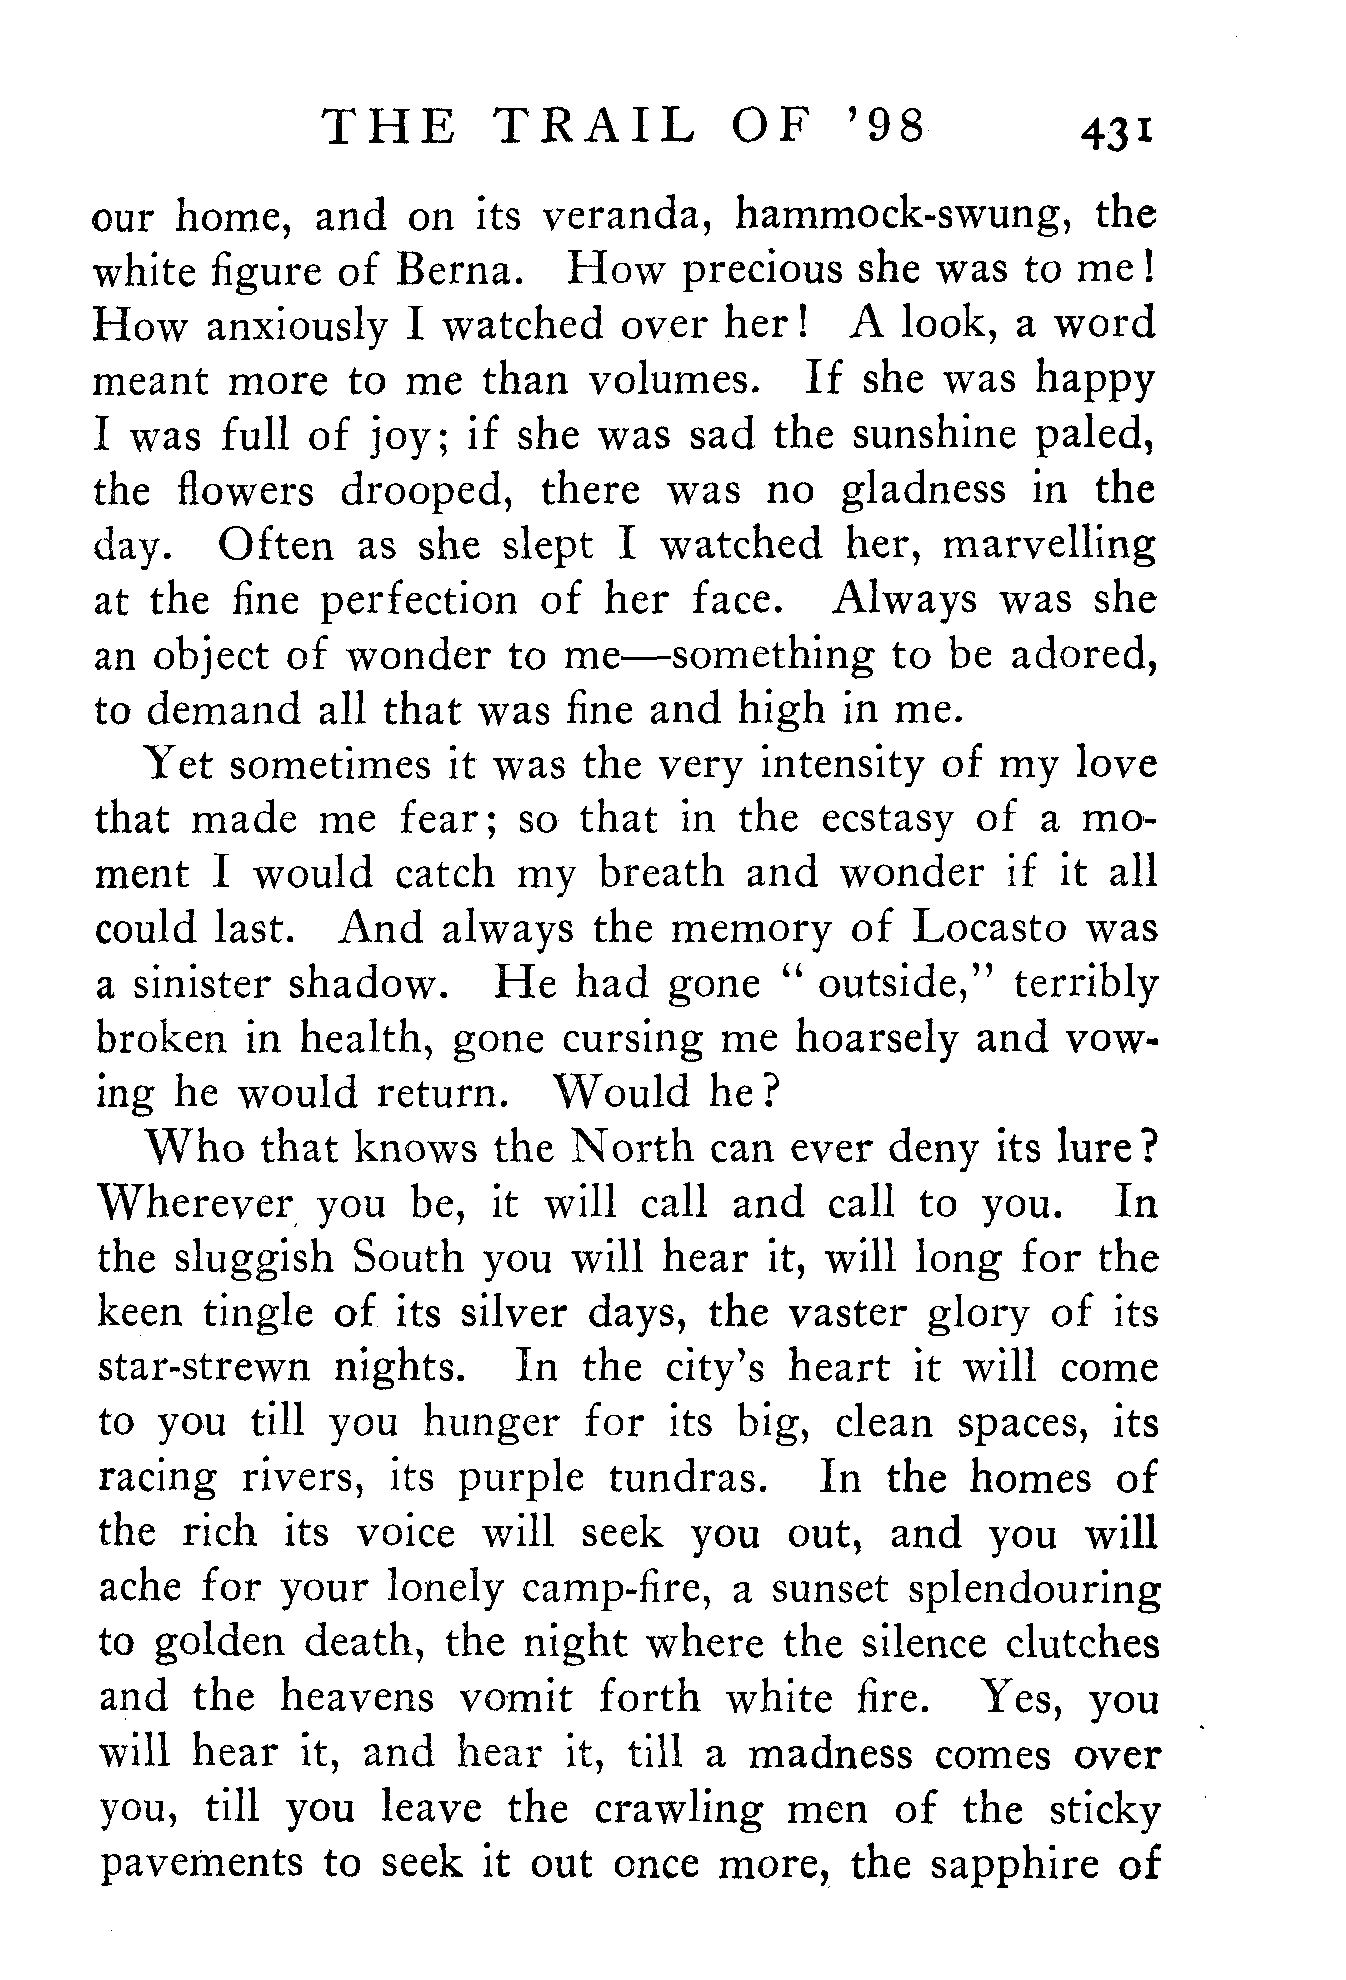 THE TRAIL OF '98 431
our home, and on its veranda, hammock-swung, the
white figure of Berna. How precious she was to me!
How anxiously I watched over her! A look, a word
meant more to me than volumes. If she was happy
I was full of joy; if she was sad the sunshine paled,
the flowers drooped, there was no gladness in the
day. Often as she slept I watched her, marvelling
at the fine perfection of her face. Always was she
an object of wonder to me—something to be adored,
to demand all that was fine and high in me.
Yet sometimes it was the very intensity of my love
that made me fear; so that in the ecstasy of a mo-
ment I would catch my breath and wonder if it all
could last. And always the memory of Locasto was
a sinister shadow. He had gone " outside," terribly
broken in health, gone cursing me hoarsely and vow-
ing he would return. Would he?
Who that knows the North can ever deny its lure?
Wherever you be, it will call and call to you. In
the sluggish South you will hear it, will long for the
keen tingle of its silver days, the vaster glory of its
star-strewn nights. In the city's heart it will come
to you till you hunger for its big, clean spaces, its
racing rivers, its purple tundras. In the homes of
the rich its voice will seek you out, and you will
ache for your lonely camp-fire, a sunset splendouring
to golden death, the night where the silence clutches
and the heavens vomit forth white fire. Yes, you
will hear it, and hear it, till a madness comes over
you, till you leave the crawling men of the sticky
pavements to seek it out once more, the sapphire of